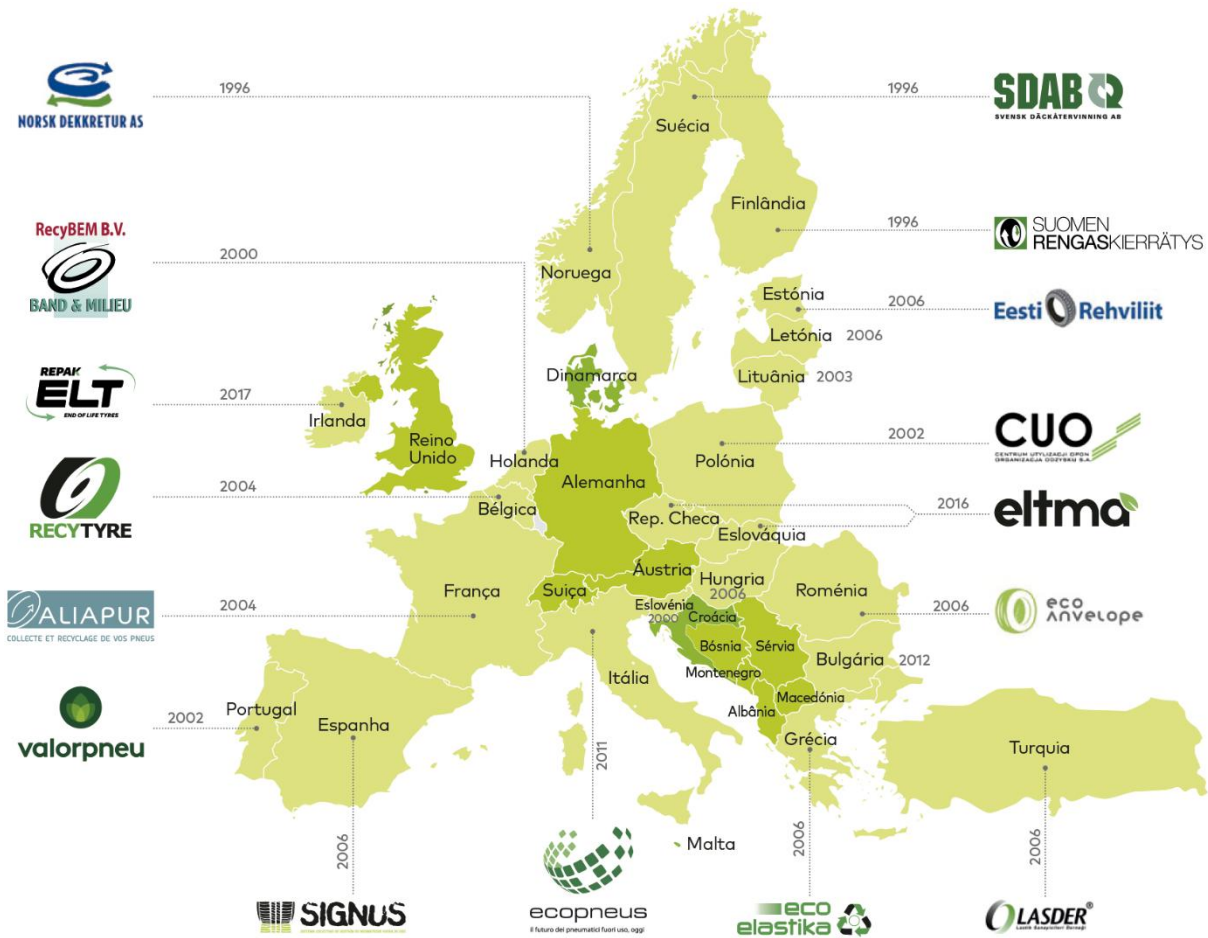 NORSK DEKKRETUR AS
1996
1996
SDAB
SVENSK DÄCKÅTERVINNING AB
Suécia
Finlândia
1996
SUOMEN
RENGASKIERRÄTYS
RecyBEM B.V.
BAND & MILIEU
2000
Noruega
Estónia
2006
Eesti Rehviliit
Letónia 2006
Lituânia 2003
Dinamarca
REPAK
ELT
END OF LIFE TYRES
2017
Irlanda
Reino
Unido
Holanda
Alemanha
Polónia
2002
CUO
CENTRUM UTYLIZACJI OPON
ORGANIZACJA ODZYSKU S.A.
RECYTYRE
2004
Bélgica
Rep. Checa
Eslováquia
2016
eltma
ALIAPUR
COLLECTE ET RECYCLAGE DE VOS PNEUS
2004
França
Suiça
Áustria
Hungria
2006
Roménia
2006
eco
anvelope
Eslovénia
2000
Croácia
Bósnia
Sérvia
Bulgária 2012
Montenegro
Macedónia
Albânia
Itália
valorpneu
2002
Portugal
Espanha
Grécia
Turquia
Malta
2006
SIGNUS
2011
ecopneus
il futuro dei pneumatici fuori uso, oggi
2006
eco
elastika
2006
LASDER®